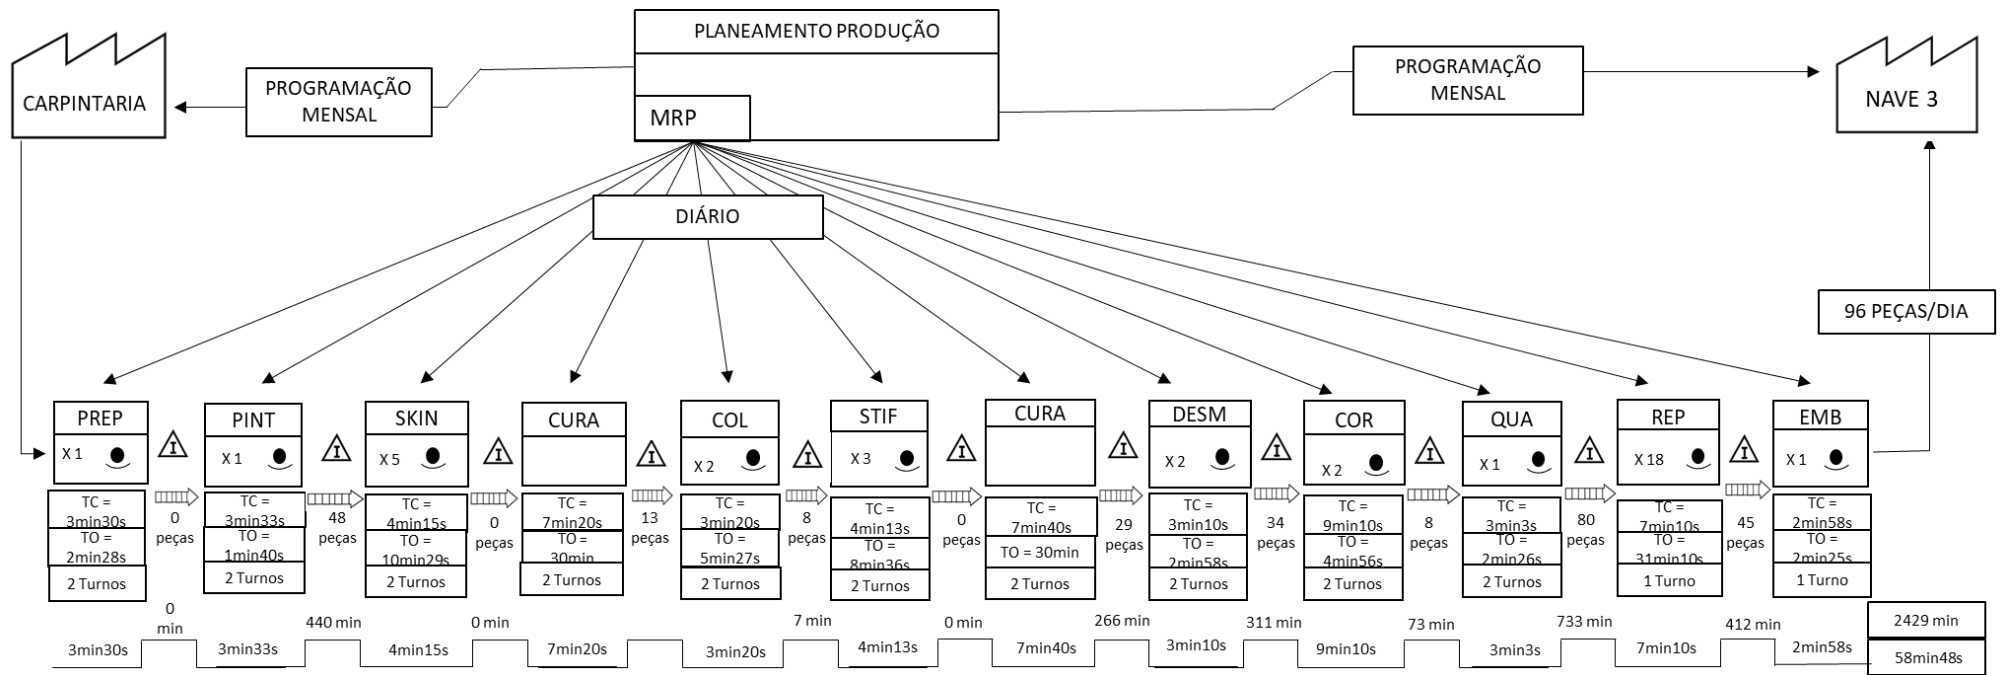 PLANEAMENTO PRODUÇÃO
MRP
CARPINTARIA
PROGRAMAÇÃO
MENSAL
PROGRAMAÇÃO
MENSAL
NAVE 3
DIÁRIO
96 PEÇAS/DIA
PREP
X 1
TC =
3min30s
TO =
2min28s
2 Turnos
I
0
peças
PINT
X 1
TC =
3min33s
TO =
1min40s
2 Turnos
I
48
peças
SKIN
X 5
TC =
4min15s
TO =
10min29s
2 Turnos
I
0
peças
CURA
TC =
7min20s
TO =
30min
2 Turnos
I
13
peças
COL
X 2
TC =
3min20s
TO =
5min27s
2 Turnos
I
8
peças
STIF
X 3
TC =
4min13s
TO =
8min36s
2 Turnos
I
0
peças
CURA
TC =
7min40s
TO = 30min
2 Turnos
I
29
peças
DESM
X 2
TC =
3min10s
TO =
2min58s
2 Turnos
I
34
peças
COR
X 2
TC =
9min10s
TO =
4min56s
2 Turnos
I
8
peças
QUA
X 1
TC =
3min3s
TO =
2min26s
2 Turnos
I
80
peças
REP
X 18
TC =
7min10s
TO =
31min10s
1 Turno
I
45
peças
EMB
X 1
TC =
2min58s
TO =
2min25s
1 Turno
3min30s
0
min
3min33s
440 min
4min15s
0 min
7min20s
3min20s
7 min
4min13s
0 min
7min40s
266 min
3min10s
311 min
9min10s
73 min
3min3s
733 min
7min10s
412 min
2min58s
2429 min
58min48s